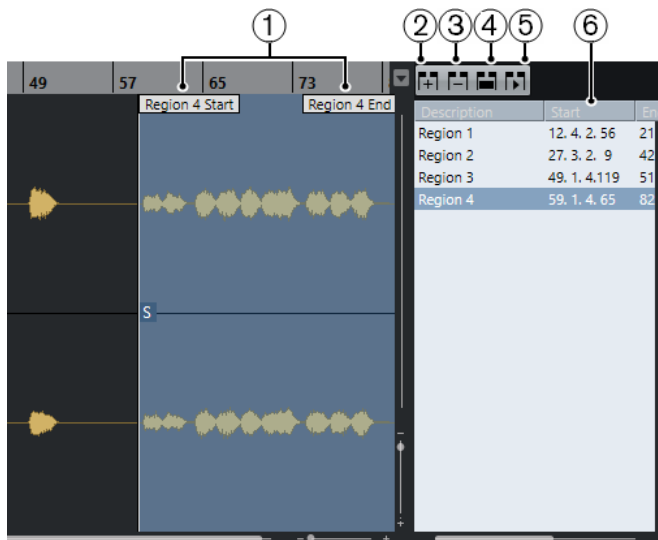 ① ② ③ ④ ⑤ ⑥
49 57 65 73
Description Start En
Region 4 Start Region 4 End
Region 1 12. 4. 2. 56 21
Region 2 27. 3. 2. 9 42
Region 3 49. 1. 4.119 51
Region 4 59. 1. 4. 65 82
S